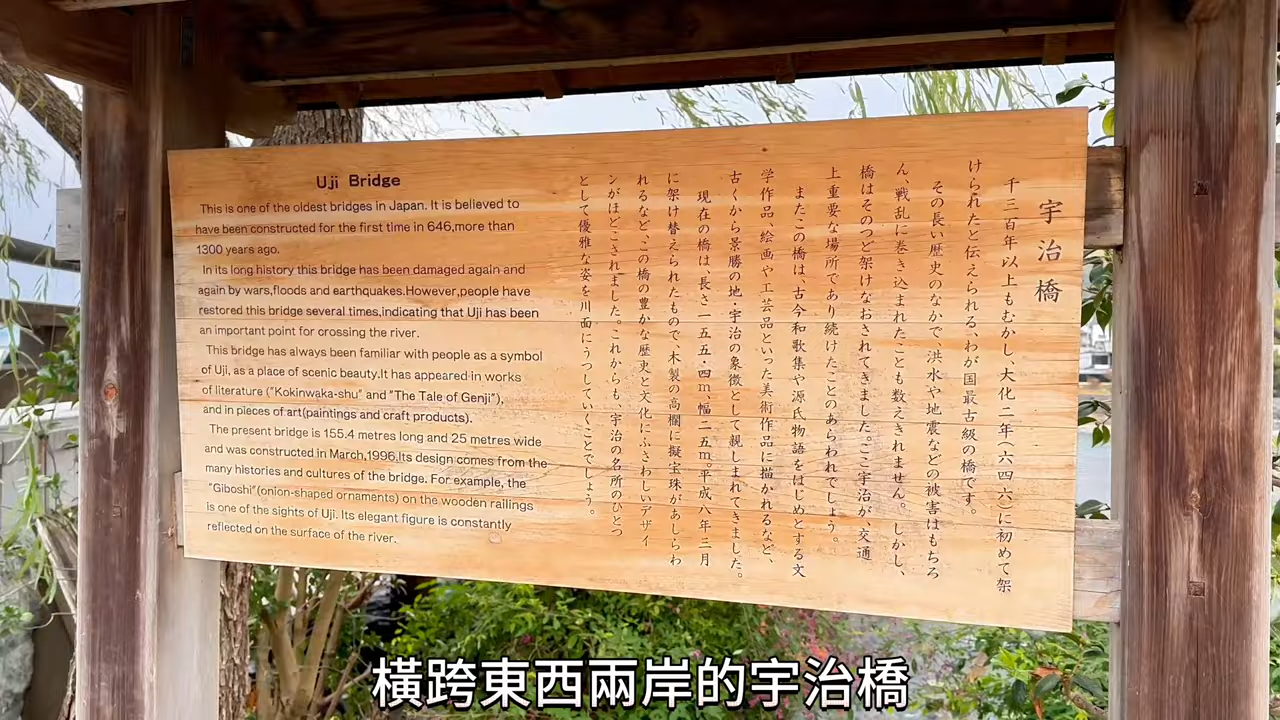 Uji Bridge
This is one of the oldest bridges in Japan. It is believed to
have been constructed for the first time in 646,more than
1300 years ago.
In its long history this bridge has been damaged again and
again by wars,floods and earthquakes.However,people have
restored this bridge several times,indicating that Uji has been
an important point for crossing the river.
This bridge has always been familiar with people as a symbol
of Uji, as a place of scenic beauty.It has appeared in works
of literature ("Kokinwaka-shu" and "The Tale of Genji"),
and in pieces of art(paintings and craft products).
The present bridge is 155.4 metres long and 25 metres wide
and was constructed in March,1996.Its design comes from the
many histories and cultures of the bridge. For example, the
"Giboshi"(onion-shaped ornaments) on the wooden railings
is one of the sights of Uji. Its elegant figure is constantly
reflected on the surface of the river.
宇治橋
千三百年以上もむかし、大化二年(六四六)に初めて架
けられたと伝えられる、わが国最古級の橋です。
その長い歴史のなかで、洪水や地震などの被害はもちろ
ん、戦乱に巻き込まれたことも数えきれません。しかし、
橋はそのつど架けなおされてきました。ここ宇治が、交通
上重要な場所であり続けたことのあらわれでしょう。
またこの橋は、古今和歌集や源氏物語をはじめとする文
学作品、絵画や工芸品といった美術作品に描かれるなど、
古くから景勝の地・宇治の象徴として親しまれてきました。
現在の橋は、長さ一五五・四m、幅二五m。平成八年三月
に架け替えられたもので、木製の高欄に擬宝珠があしらわ
れるなど、この橋の豊かな歴史と文化にふさわしいデザイ
ンがほどこされました。これからも、宇治の名所のひとつ
として優雅な姿を川面にうつしていくことでしょう。
橫跨東西兩岸的宇治橋